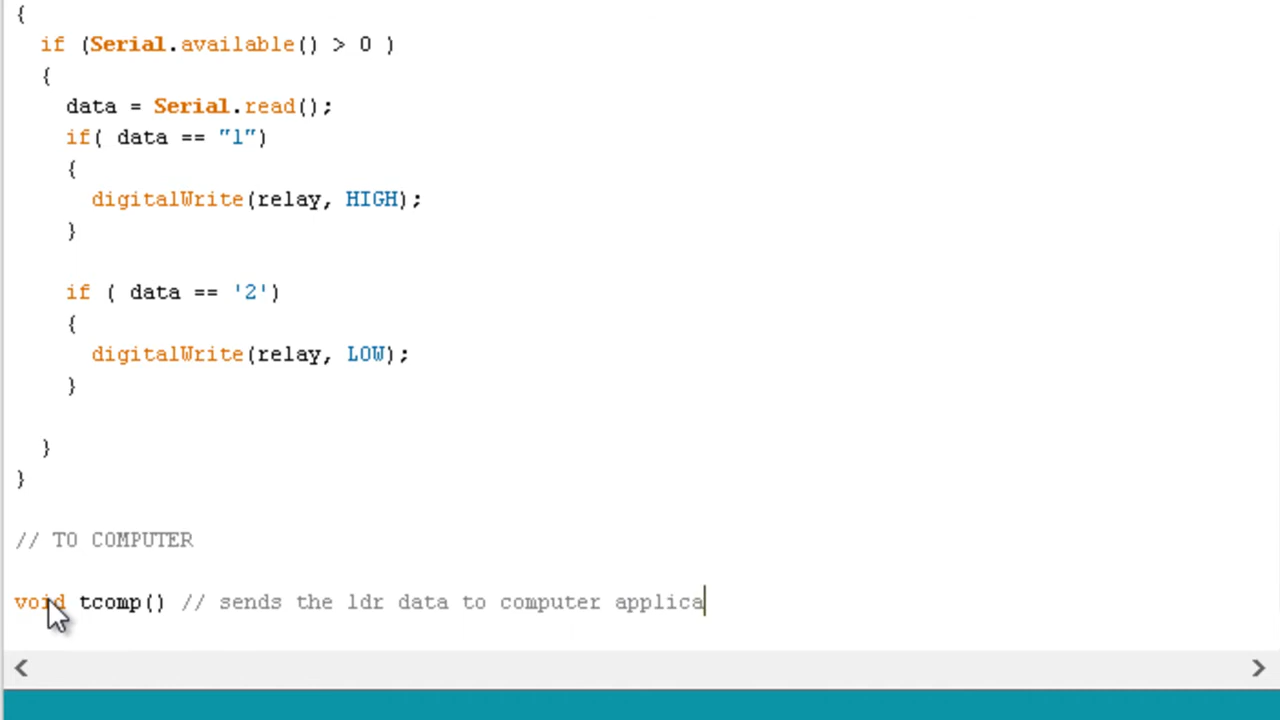 {
if (Serial.available() > 0 )
{
data = Serial.read();
if( data == "1")
{
digitalWrite(relay, HIGH);
}
if ( data == '2')
{
digitalWrite(relay, LOW);
}
}
}
// TO COMPUTER
void tcomp() // sends the ldr data to computer applica